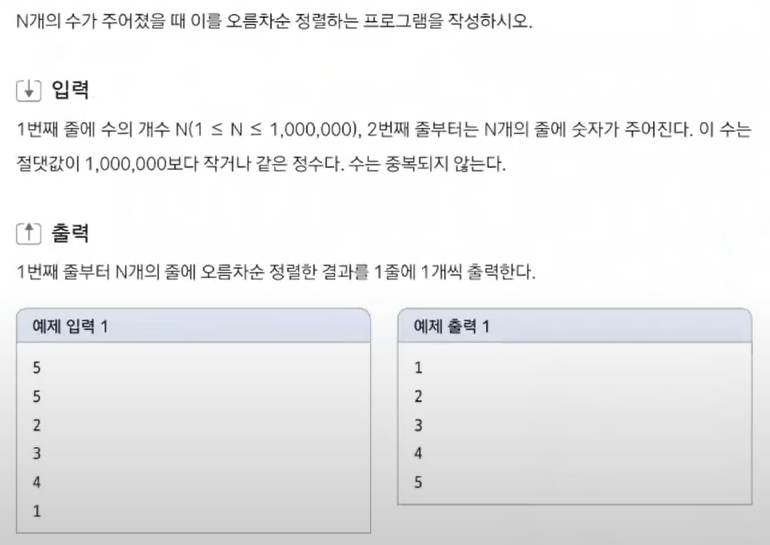 N개의 수가 주어졌을 때 이를 오름차순 정렬하는 프로그램을 작성하시오.
입력
1번째 줄에 수의 개수 N(1 ≤ N ≤ 1,000,000), 2번째 줄부터는 N개의 줄에 숫자가 주어진다. 이 수는
절댓값이 1,000,000보다 작거나 같은 정수다. 수는 중복되지 않는다.
출력
1번째 줄부터 N개의 줄에 오름차순 정렬한 결과를 1줄에 1개씩 출력한다.
예제 입력 1
5
5
2
3
4
1
예제 출력 1
1
2
3
4
5